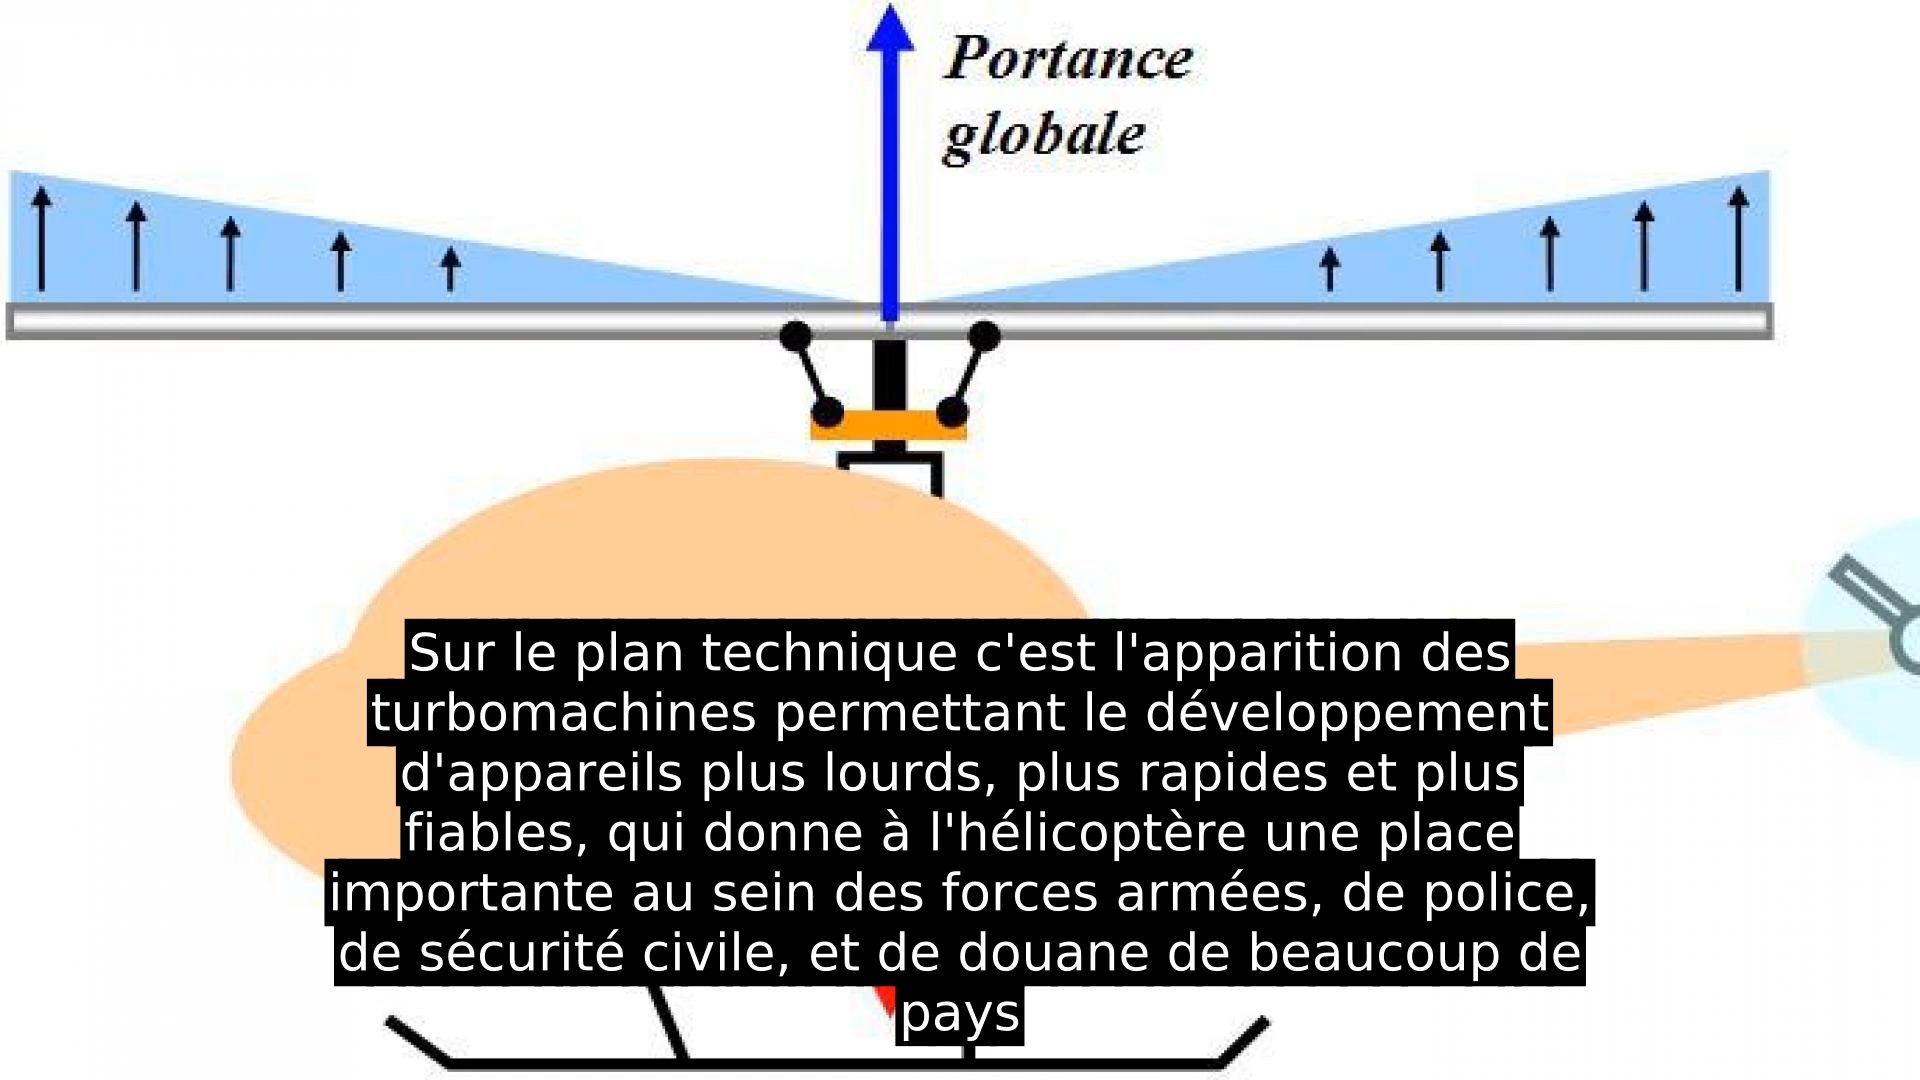 Portance
globale
Sur le plan technique c'est l'apparition des
turbomachines permettant le développement
d'appareils plus lourds, plus rapides et plus
fiables, qui donne à l'hélicoptère une place
importante au sein des forces armées, de police,
de sécurité civile, et de douane de beaucoup de
pays